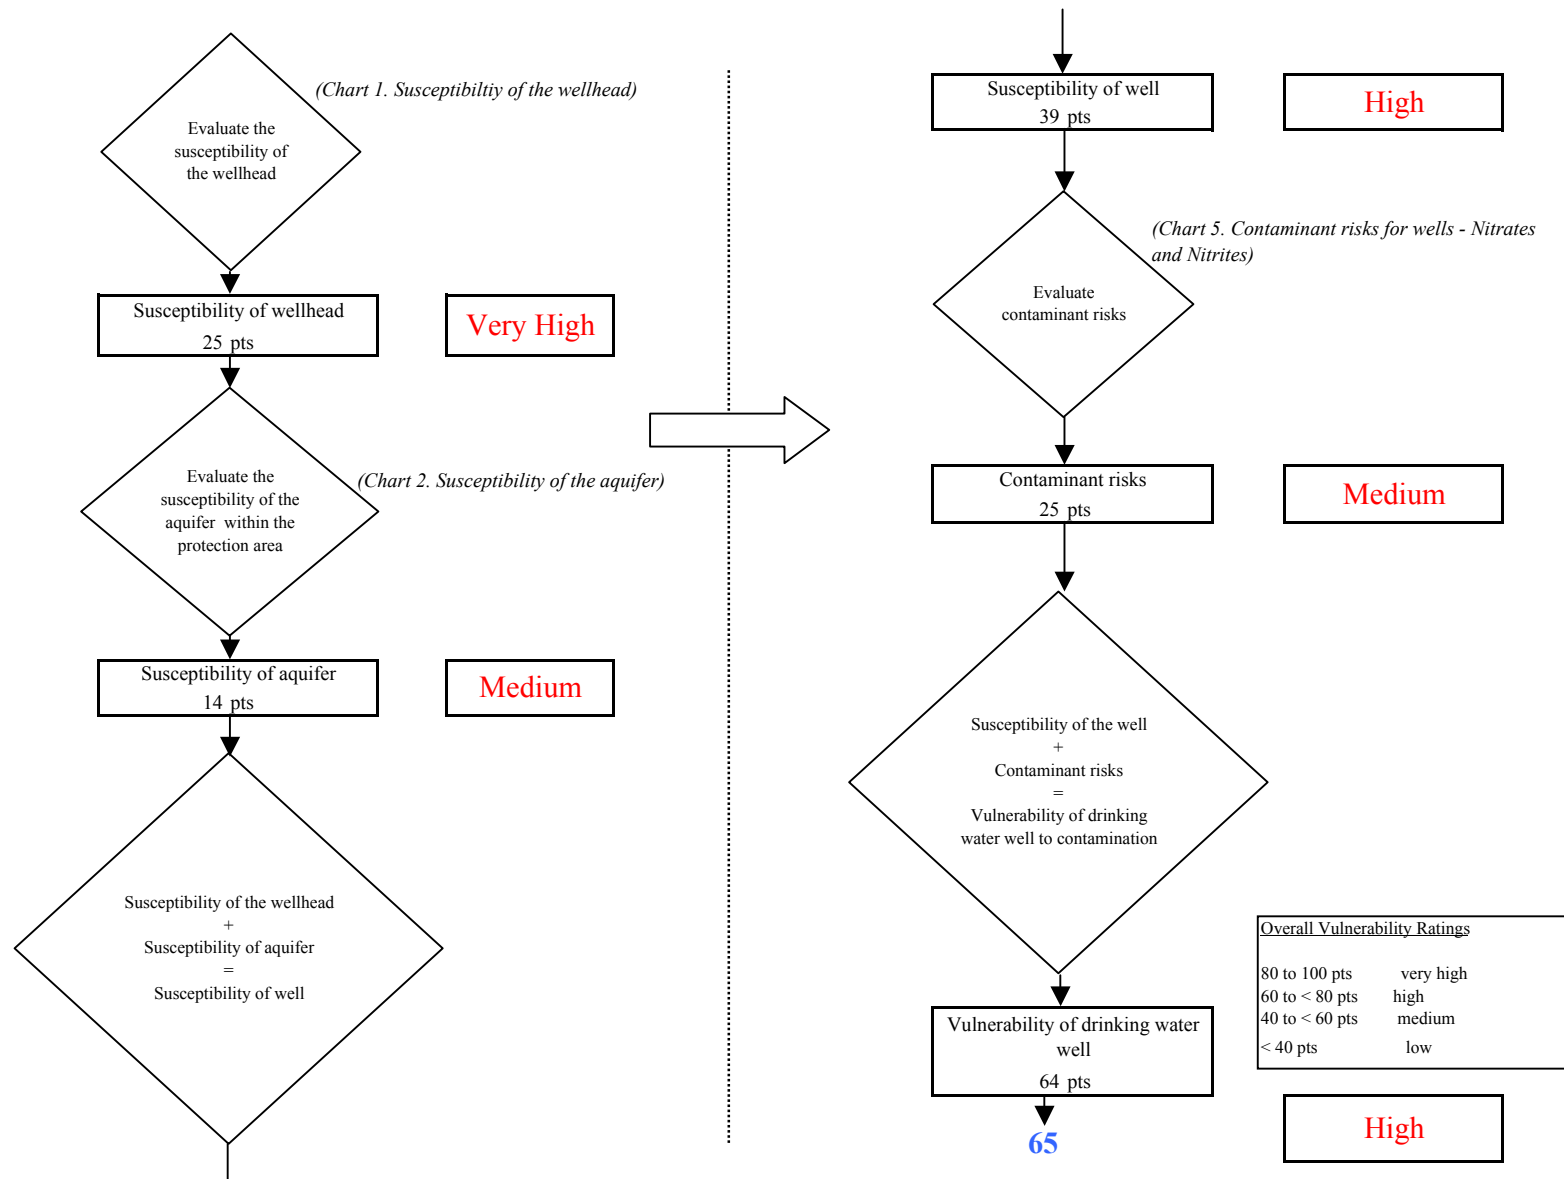 (Chart 1. Susceptibiltiy of the wellhead)
Evaluate the
susceptibility of
the wellhead
Susceptibility of wellhead
25 pts
Very High
Evaluate the
susceptibility of the
aquifer within the
protection area
(Chart 2. Susceptibility of the aquifer)
Susceptibility of aquifer
14 pts
Medium
Susceptibility of the wellhead
+
Susceptibility of aquifer
=
Susceptibility of well
Susceptibility of well
39 pts
High
(Chart 5. Contaminant risks for wells - Nitrates
and Nitrites)
Evaluate
contaminant risks
Contaminant risks
25 pts
Medium
Susceptibility of the well
+
Contaminant risks
=
Vulnerability of drinking
water well to contamination
Overall Vulnerability Ratings
80 to 100 pts very high
60 to < 80 pts high
40 to < 60 pts medium
< 40 pts low
Vulnerability of drinking water
well
64 pts
High
65